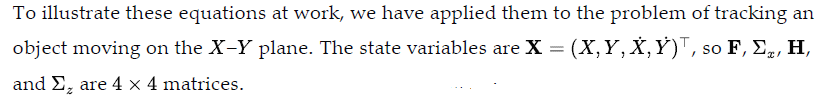 To illustrate these equations at work, we have applied them to the problem of tracking an
object moving on the X–Y plane. The state variables are X = (X, Y, Ẋ, Ẏ)⊤, so F, Σx, H,
and Σz are 4 × 4 matrices.